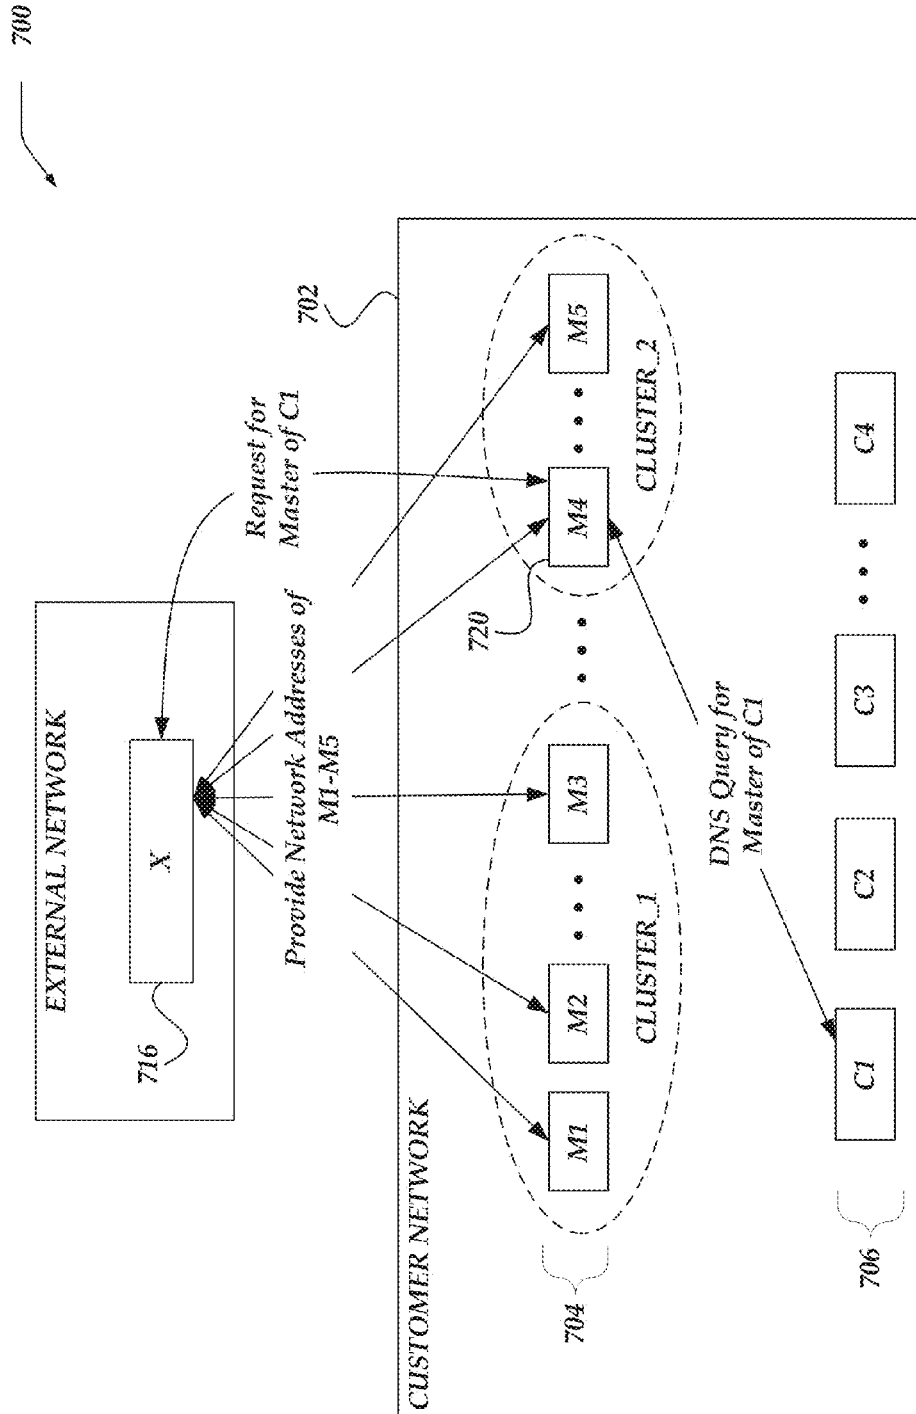 700
EXTERNAL NETWORK
X
716
Request for
Master of C1
Provide Network Addresses of
M1-M5
702
CUSTOMER NETWORK
M1
M2
M3
M4
M5
720
CLUSTER_1
CLUSTER_2
704
DNS Query for
Master of C1
C1
C2
C3
C4
706